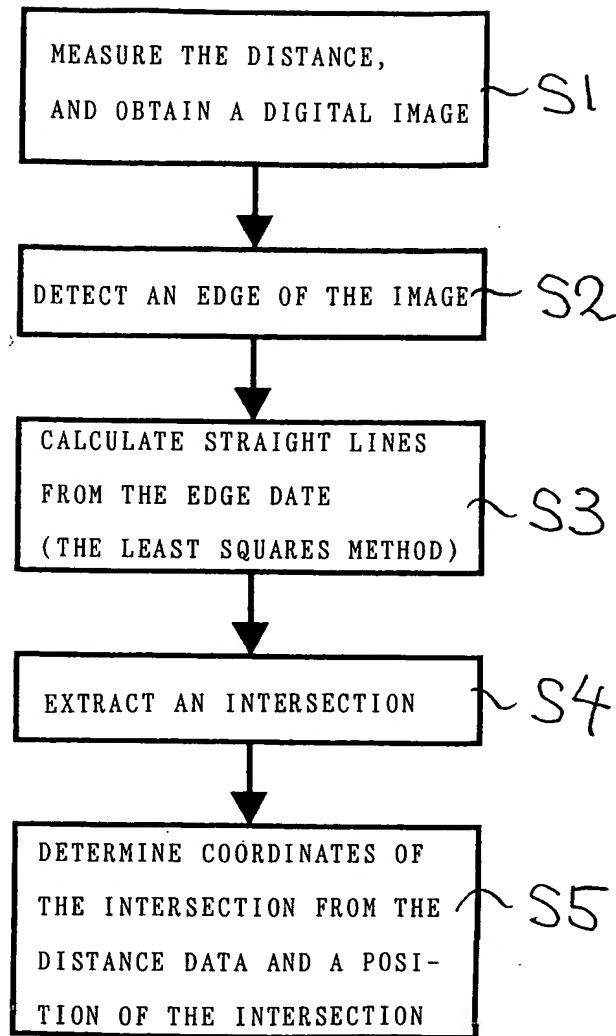 MEASURE THE DISTANCE,
AND OBTAIN A DIGITAL IMAGE
S1
DETECT AN EDGE OF THE IMAGE
S2
CALCULATE STRAIGHT LINES
FROM THE EDGE DATE
(THE LEAST SQUARES METHOD)
S3
EXTRACT AN INTERSECTION
S4
DETERMINE COORDINATES OF
THE INTERSECTION FROM THE
DISTANCE DATA AND A POSI-
TION OF THE INTERSECTION
S5